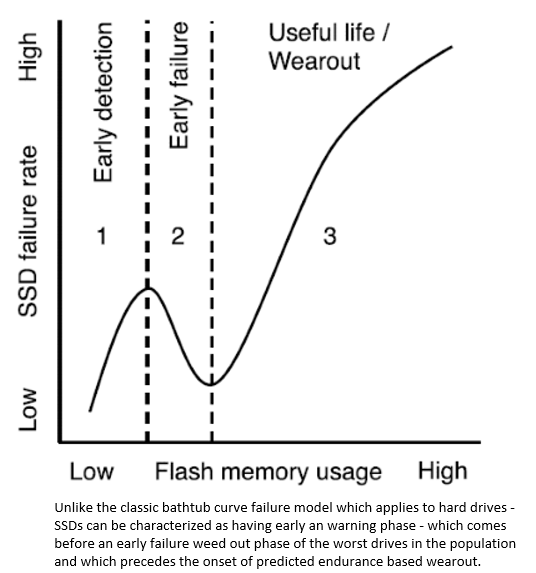 Useful life /
Wearout
Early detection
Early failure
High
SSD failure rate
Low
1
2
3
Low
Flash memory usage
High
Unlike the classic bathtub curve failure model which applies to hard drives -
SSDs can be characterized as having early an warning phase - which comes
before an early failure weed out phase of the worst drives in the population
and which precedes the onset of predicted endurance based wearout.